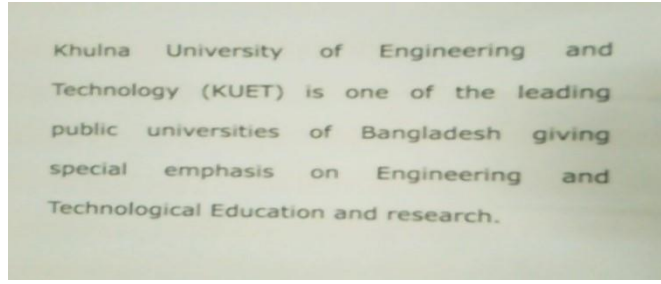 Khulna University of Engineering and
Technology (KUET) is one of the leading
public universities of Bangladesh giving
special emphasis on Engineering and
Technological Education and research.